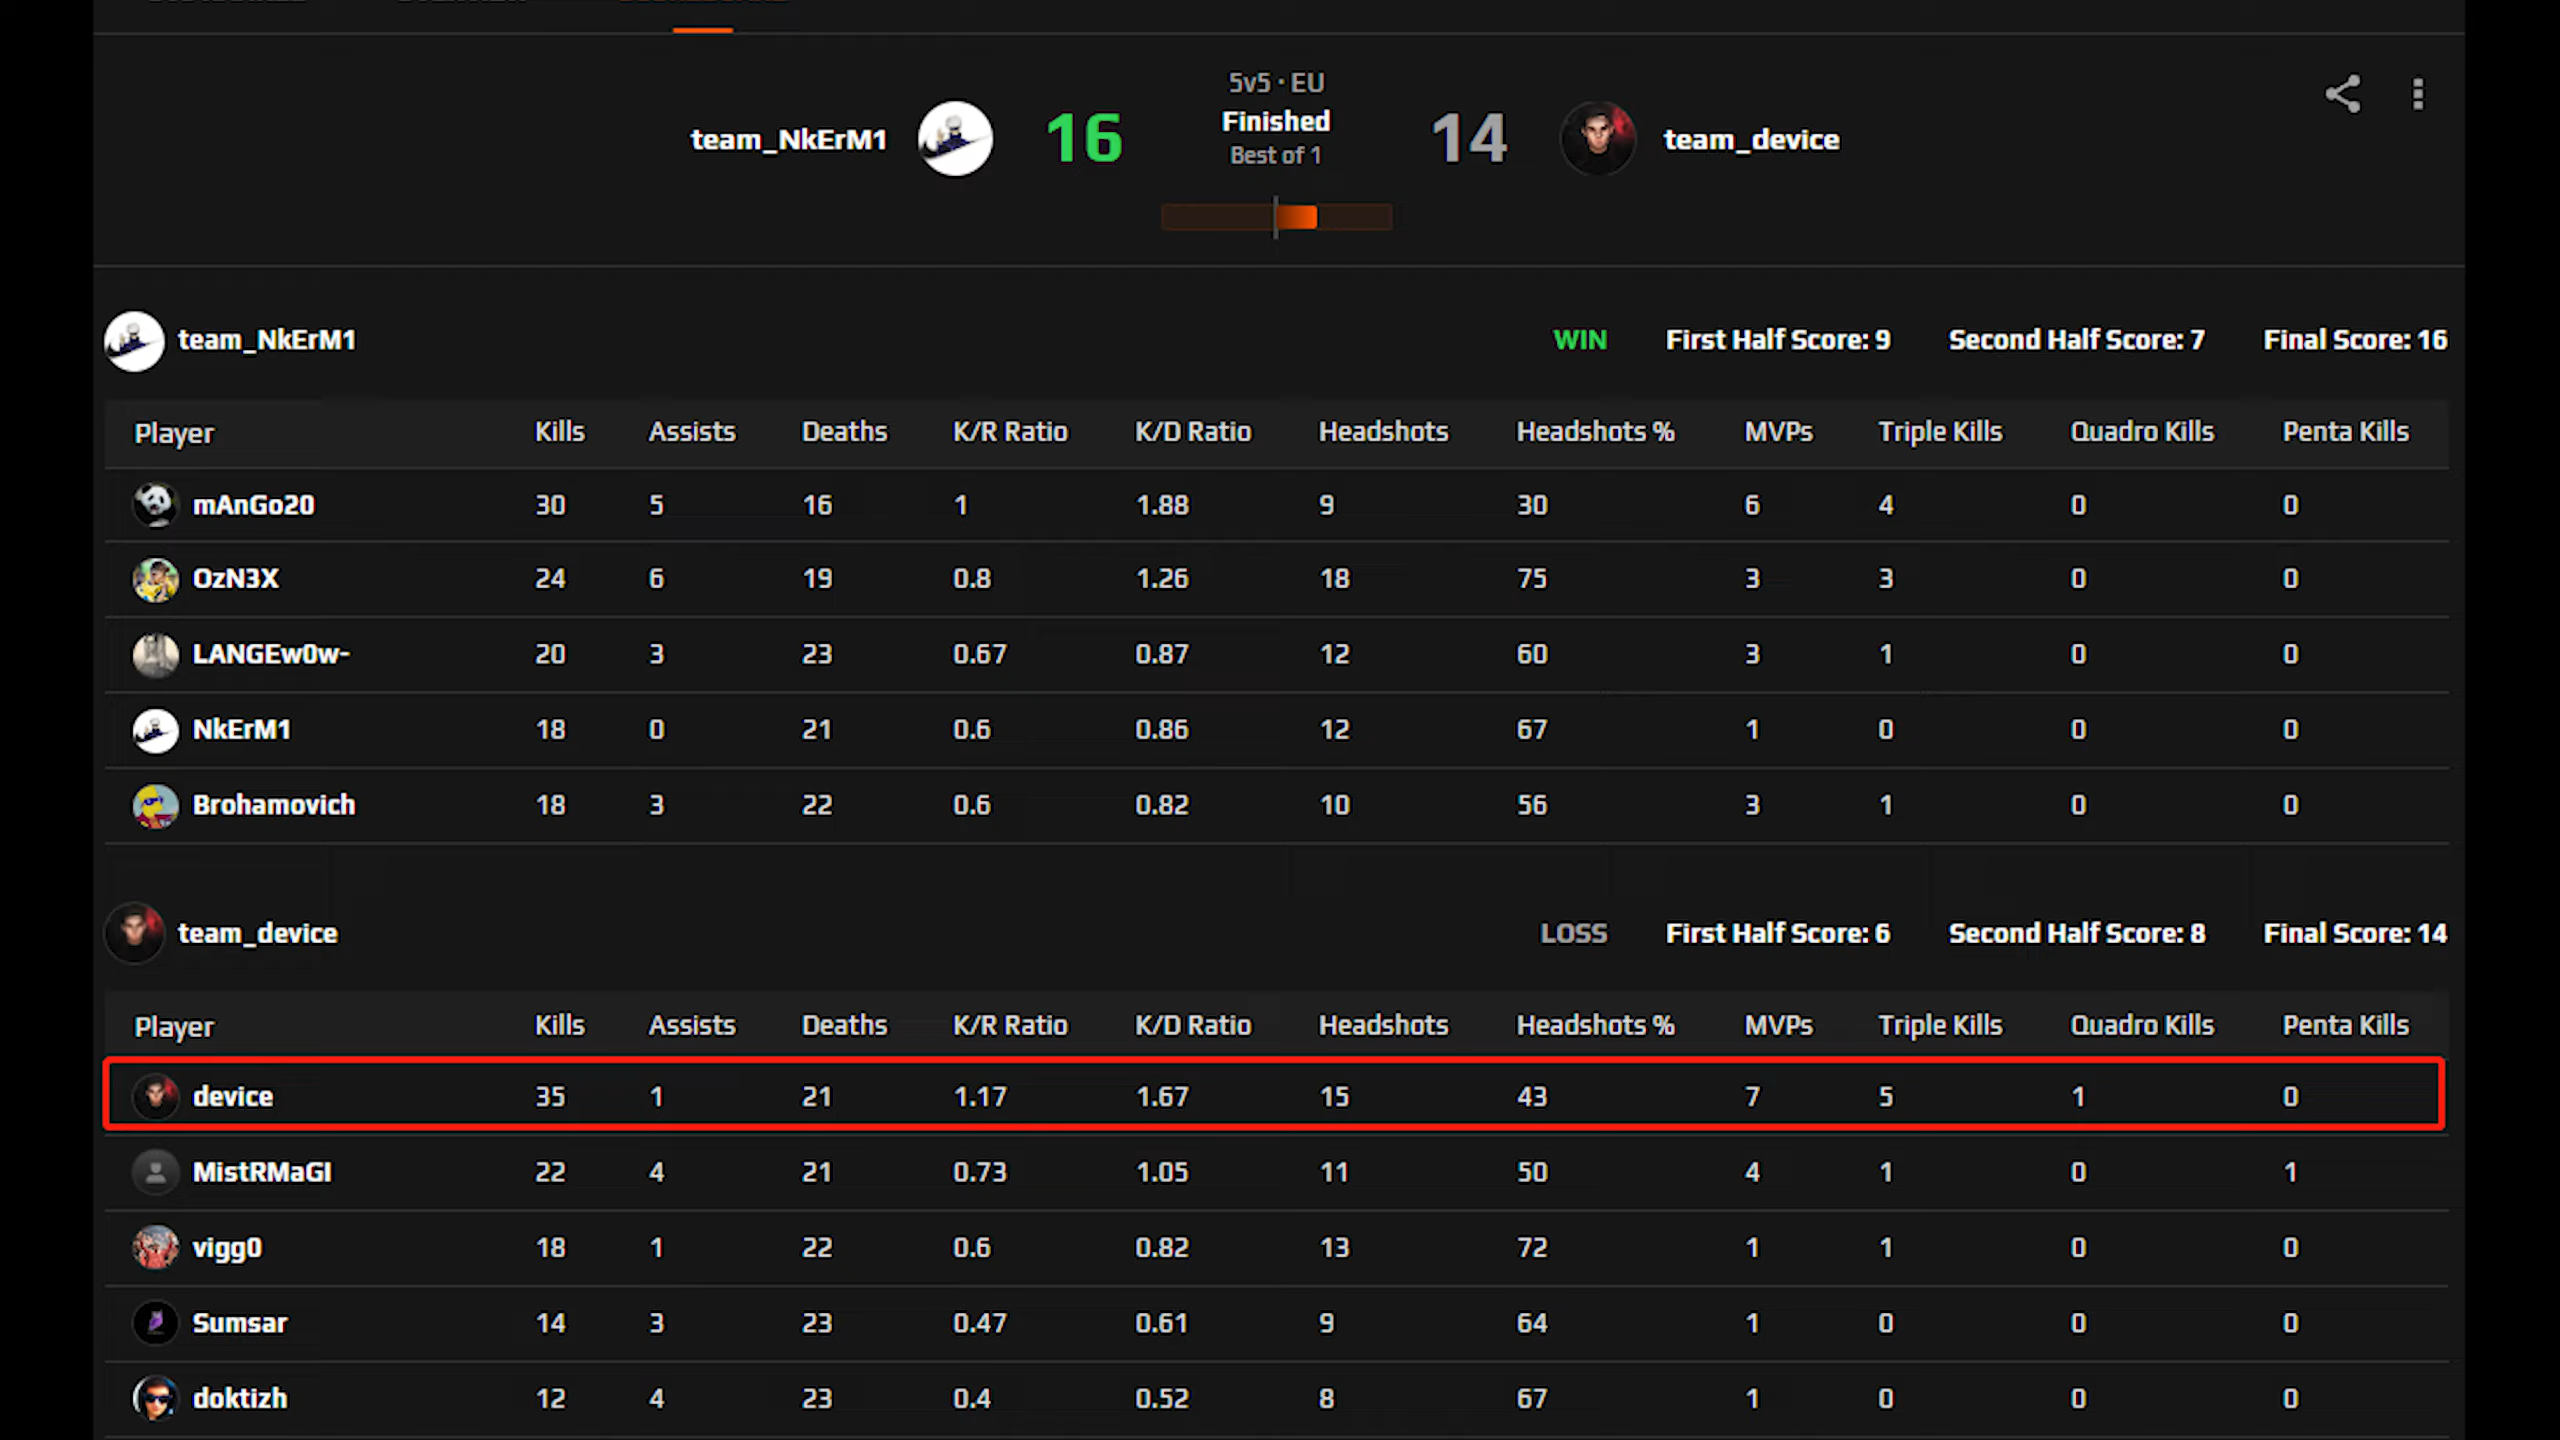 5v5 · EU
team_NkErM1 16 Finished 14 team_device
Best of 1
team_NkErM1 WIN First Half Score: 9 Second Half Score: 7 Final Score: 16
Player Kills Assists Deaths K/R Ratio K/D Ratio Headshots Headshots % MVPs Triple Kills Quadro Kills Penta Kills
mAnGo20 30 5 16 1 1.88 9 30 6 4 0 0
OzN3X 24 6 19 0.8 1.26 18 75 3 3 0 0
LANGEw0w- 20 3 23 0.67 0.87 12 60 3 1 0 0
NkErM1 18 0 21 0.6 0.86 12 67 1 0 0 0
Brohamovich 18 3 22 0.6 0.82 10 56 3 1 0 0
team_device LOSS First Half Score: 6 Second Half Score: 8 Final Score: 14
Player Kills Assists Deaths K/R Ratio K/D Ratio Headshots Headshots % MVPs Triple Kills Quadro Kills Penta Kills
device 35 1 21 1.17 1.67 15 43 7 5 1 0
MistRMaGI 22 4 21 0.73 1.05 11 50 4 1 0 1
vigg0 18 1 22 0.6 0.82 13 72 1 1 0 0
Sumsar 14 3 23 0.47 0.61 9 64 1 0 0 0
doktizh 12 4 23 0.4 0.52 8 67 1 0 0 0